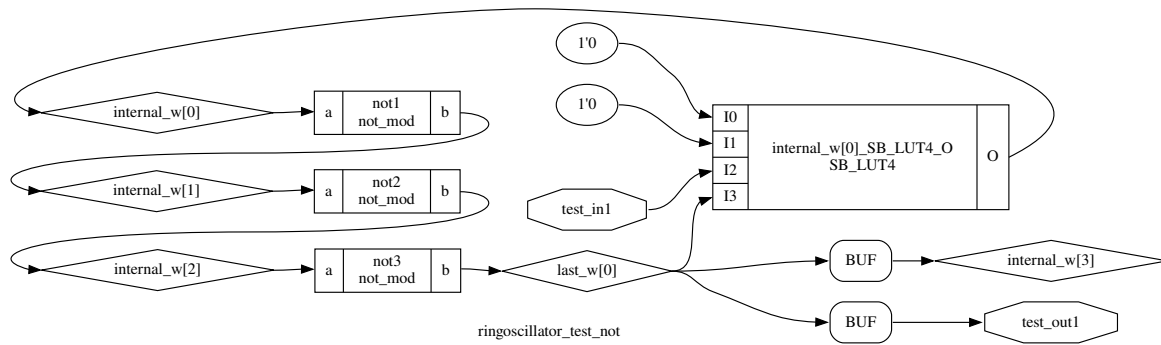 1'0
1'0
internal_w[0]
a
not1
not_mod
b
I0
I1
I2
I3
internal_w[0]_SB_LUT4_O
SB_LUT4
O
internal_w[1]
a
not2
not_mod
b
test_in1
internal_w[2]
a
not3
not_mod
b
last_w[0]
BUF
internal_w[3]
BUF
test_out1
ringoscillator_test_not